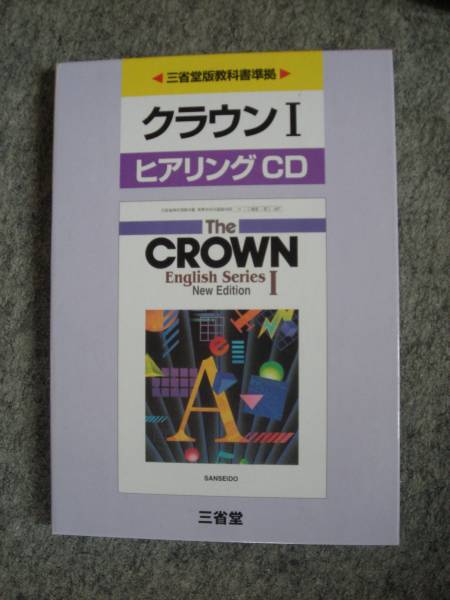 ◀三省堂版教科書準拠▶
クラウンⅠ
ヒアリングCD
The
CROWN
English Series Ⅰ
New Edition
A
SANSEIDO
三省堂